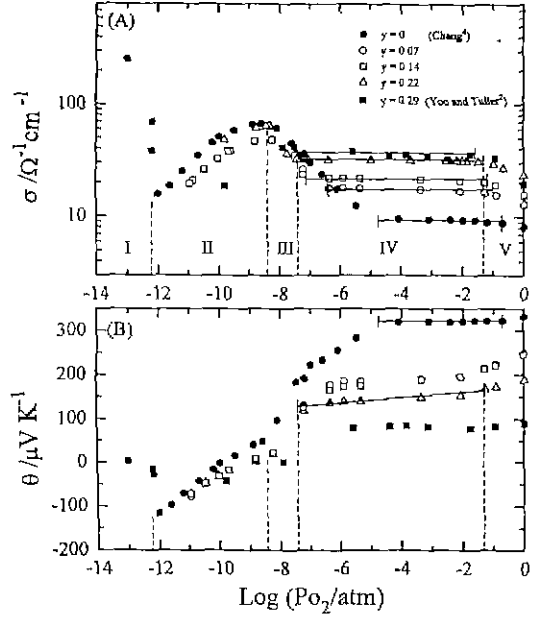 (A)
y = 0 (Chang⁴)
y = 0.07
y = 0.14
y = 0.22
y = 0.29 (Yoo and Tuller²)
σ /Ω⁻¹cm⁻¹
100
10
I II III IV V
-14 -12 -10 -8 -6 -4 -2 0
(B)
θ /μV K⁻¹
300
200
100
0
-100
-200
-14 -12 -10 -8 -6 -4 -2 0
Log (Po₂/atm)